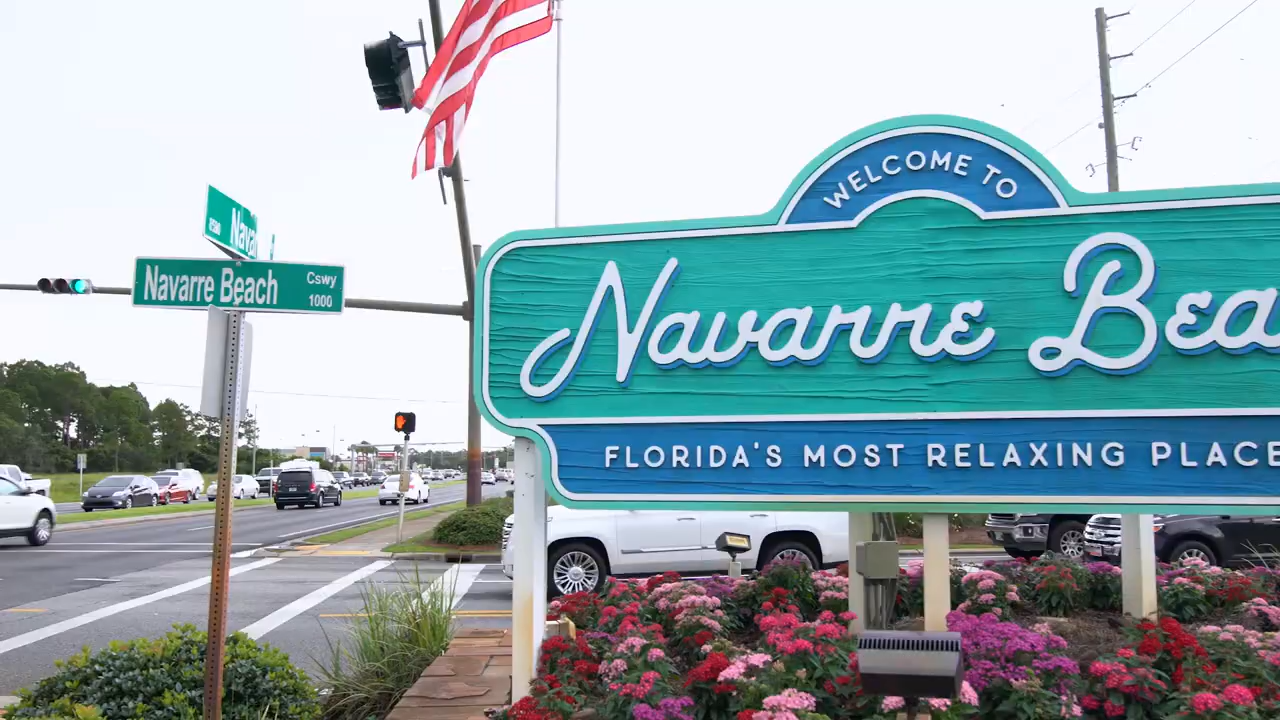 Navarre Beach Cswy
1000
WELCOME TO
Navarre Bea
FLORIDA'S MOST RELAXING PLACE